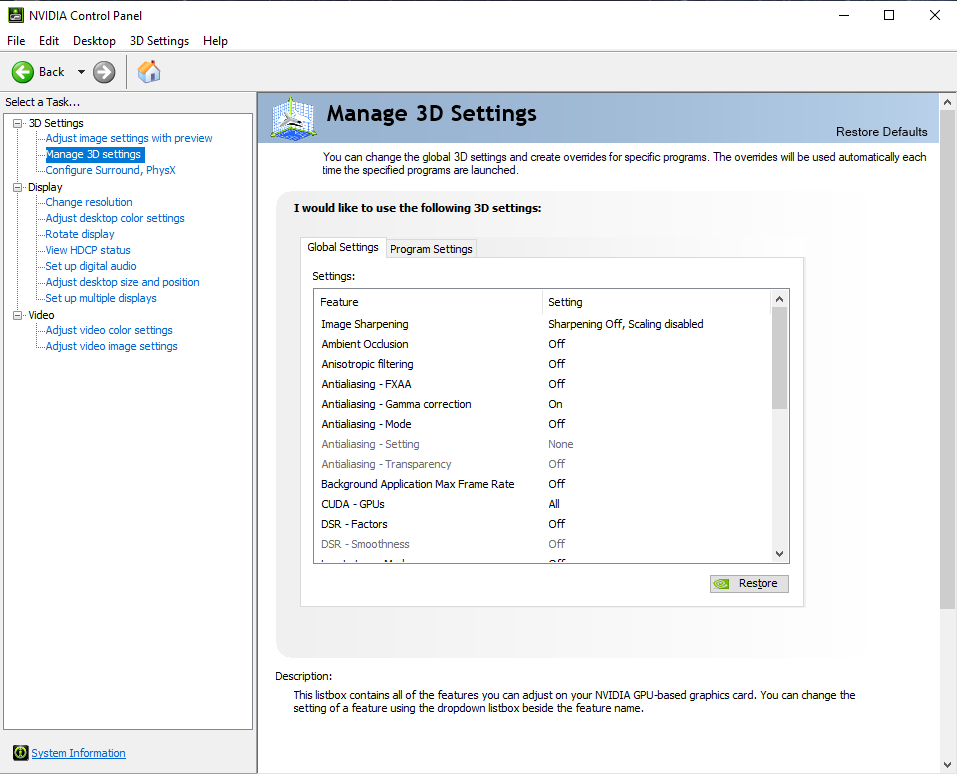 NVIDIA Control Panel
File Edit Desktop 3D Settings Help
Back
Select a Task...
3D Settings
Adjust image settings with preview
Manage 3D settings
Configure Surround, PhysX
Display
Change resolution
Adjust desktop color settings
Rotate display
View HDCP status
Set up digital audio
Adjust desktop size and position
Set up multiple displays
Video
Adjust video color settings
Adjust video image settings
System Information
Manage 3D Settings
Restore Defaults
You can change the global 3D settings and create overrides for specific programs. The overrides will be used automatically each
time the specified programs are launched.
I would like to use the following 3D settings:
Global Settings Program Settings
Settings:
Feature Setting
Image Sharpening Sharpening Off, Scaling disabled
Ambient Occlusion Off
Anisotropic filtering Off
Antialiasing - FXAA Off
Antialiasing - Gamma correction On
Antialiasing - Mode Off
Antialiasing - Setting None
Antialiasing - Transparency Off
Background Application Max Frame Rate Off
CUDA - GPUs All
DSR - Factors Off
DSR - Smoothness Off
Restore
Description:
This listbox contains all of the features you can adjust on your NVIDIA GPU-based graphics card. You can change the
setting of a feature using the dropdown listbox beside the feature name.